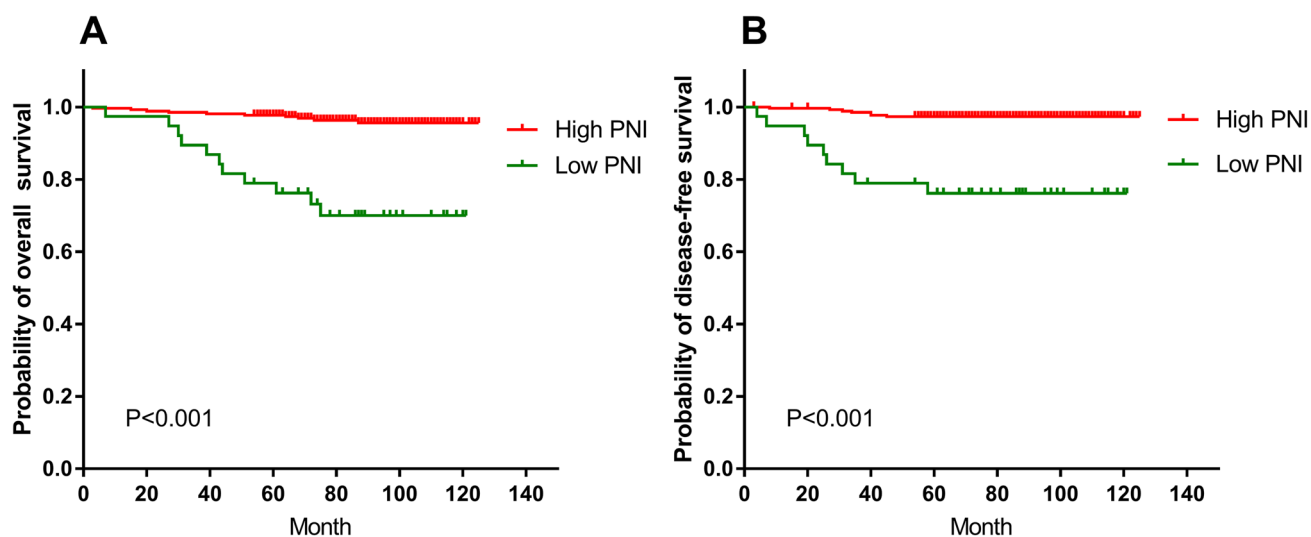 A
Probability of overall survival
1.0
0.8
0.6
0.4
0.2
0.0
0 20 40 60 80 100 120 140
Month
High PNI
Low PNI
P<0.001
B
Probability of disease-free survival
1.0
0.8
0.6
0.4
0.2
0.0
0 20 40 60 80 100 120 140
Month
High PNI
Low PNI
P<0.001